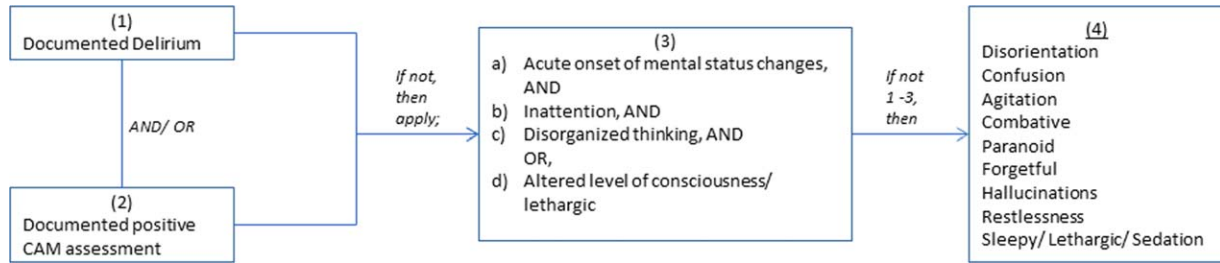 (1)
Documented Delirium
AND/ OR
(2)
Documented positive
CAM assessment
If not,
then
apply;
(3)
a) Acute onset of mental status changes,
AND
b) Inattention, AND
c) Disorganized thinking, AND
OR,
d) Altered level of consciousness/
lethargic
If not
1 -3,
then
(4)
Disorientation
Confusion
Agitation
Combative
Paranoid
Forgetful
Hallucinations
Restlessness
Sleepy/ Lethargic/ Sedation